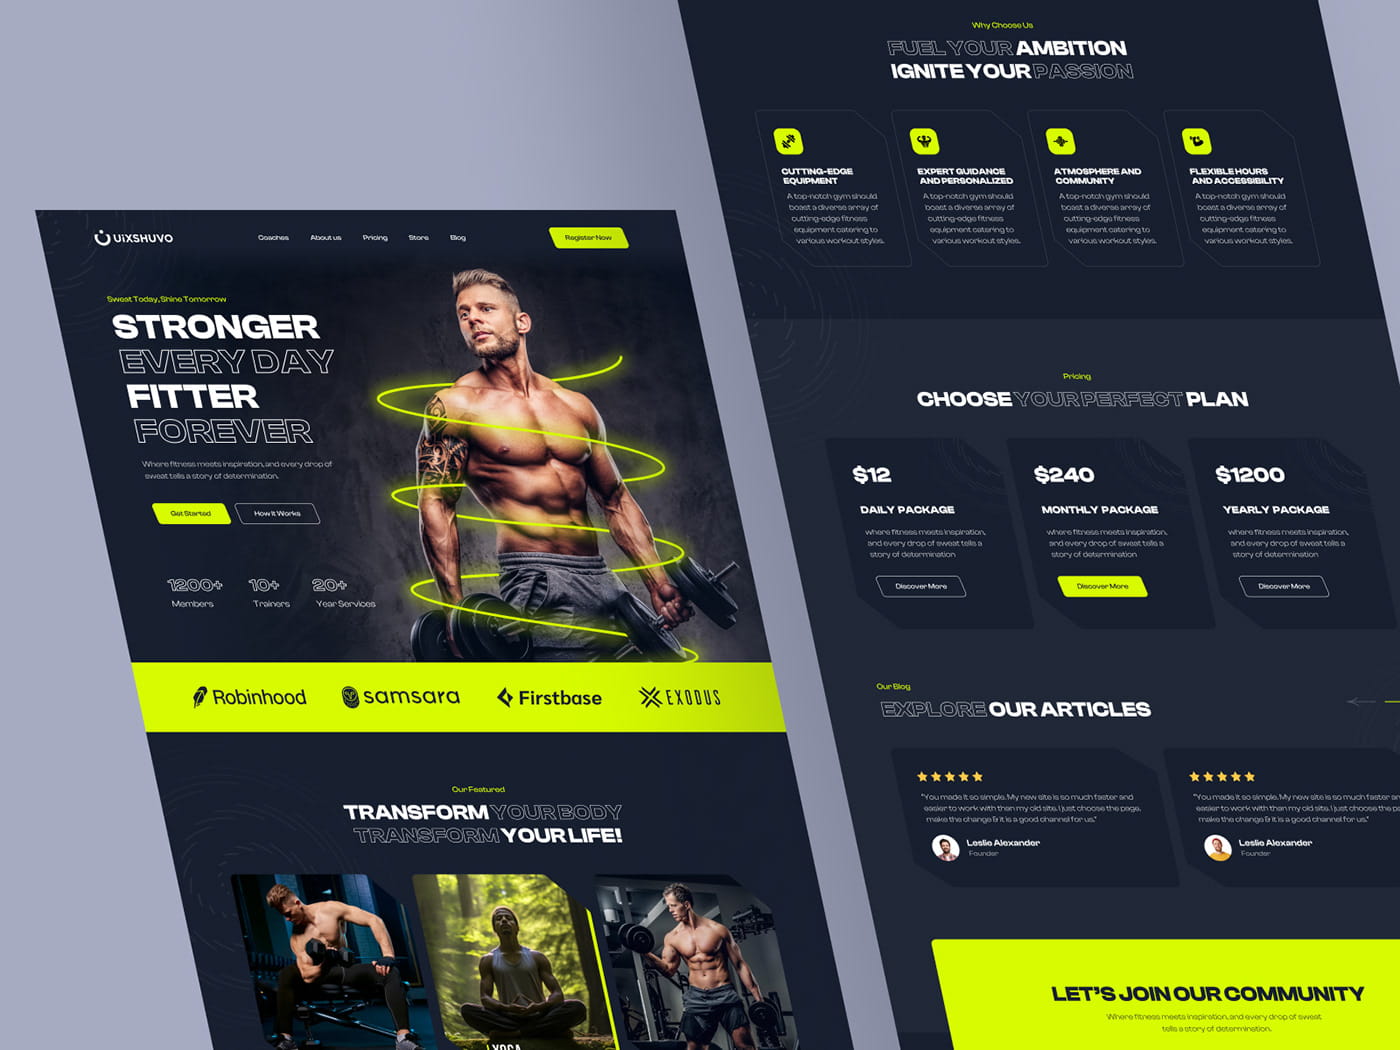 UIXSHUVO
Coaches About us Pricing Store Blog Register Now
Sweat Today, Shine Tomorrow
STRONGER
EVERY DAY
FITTER
FOREVER
Where fitness meets inspiration, and every drop of
sweat tells a story of determination.
Get Started How It Works
1200+ 10+ 20+
Members Trainers Year Services
Robinhood samsara Firstbase EXODUS
Our Featured
TRANSFORM YOUR BODY
TRANSFORM YOUR LIFE!
YOGA
Why Choose Us
FUEL YOUR AMBITION
IGNITE YOUR PASSION
CUTTING-EDGE
EQUIPMENT
A top-notch gym should
boast a diverse array of
cutting-edge fitness
equipment catering to
various workout styles.
EXPERT GUIDANCE
AND PERSONALIZED
A top-notch gym should
boast a diverse array of
cutting-edge fitness
equipment catering to
various workout styles.
ATMOSPHERE AND
COMMUNITY
A top-notch gym should
boast a diverse array of
cutting-edge fitness
equipment catering to
various workout styles.
FLEXIBLE HOURS
AND ACCESSIBILITY
A top-notch gym should
boast a diverse array of
cutting-edge fitness
equipment catering to
various workout styles.
Pricing
CHOOSE YOUR PERFECT PLAN
$12
DAILY PACKAGE
where fitness meets inspiration,
and every drop of sweat tells a
story of determination
Discover More
$240
MONTHLY PACKAGE
where fitness meets inspiration,
and every drop of sweat tells a
story of determination
Discover More
$1200
YEARLY PACKAGE
where fitness meets inspiration,
and every drop of sweat tells a
story of determination
Discover More
Our Blog
EXPLORE OUR ARTICLES
"You made it so simple. My new site is so much faster and
easier to work with than my old site. I just choose the page,
make the change & it is a good channel for us."
Leslie Alexander
Founder
"You made it so simple. My new site is so much faster
easier to work with than my old site. I just choose the
make the change & it is a good channel for us."
Leslie Alexander
Founder
LET'S JOIN OUR COMMUNITY
Where fitness meets inspiration, and every drop of sweat
tells a story of determination.